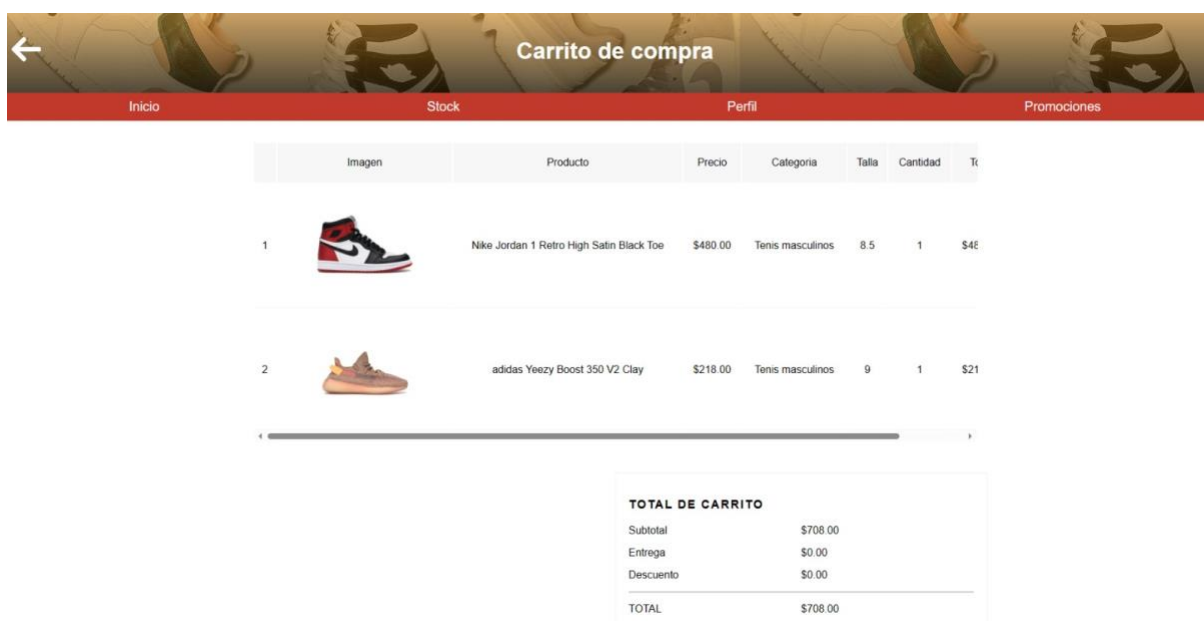 Carrito de compra
Inicio Stock Perfil Promociones
Imagen Producto Precio Categoria Talla Cantidad
1 Nike Jordan 1 Retro High Satin Black Toe $480.00 Tenis masculinos 8.5 1
2 adidas Yeezy Boost 350 V2 Clay $218.00 Tenis masculinos 9 1
TOTAL DE CARRITO
Subtotal $708.00
Entrega $0.00
Descuento $0.00
TOTAL $708.00